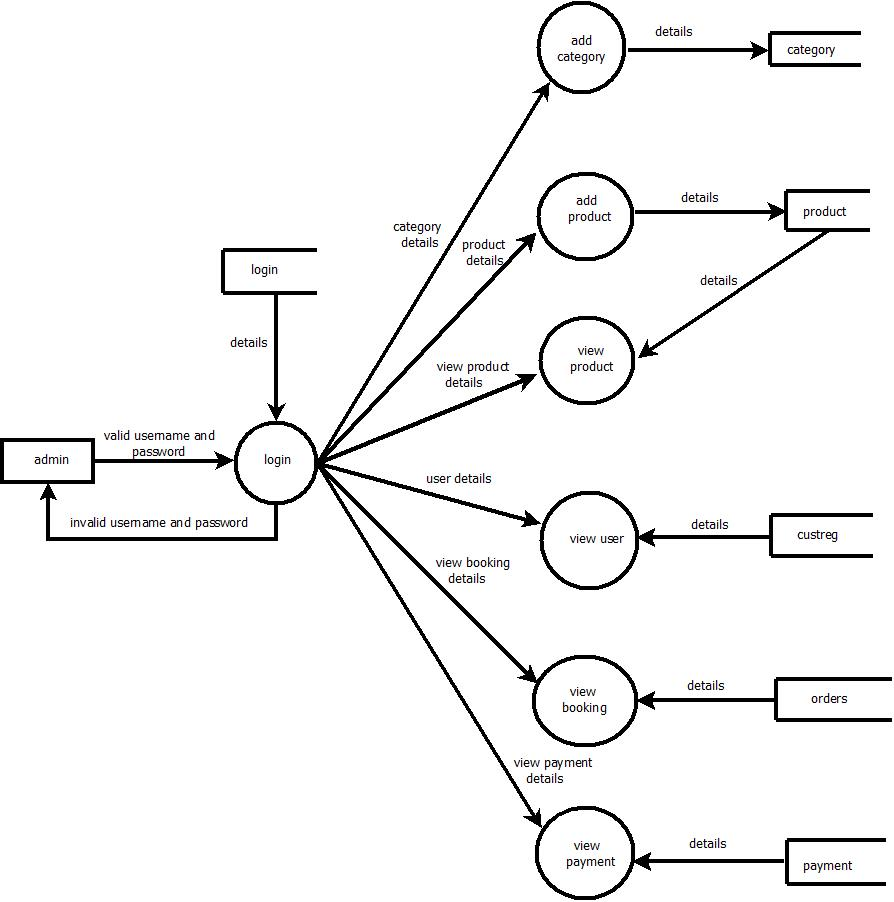 add
category
details
category
category
details
add
product
details
product
product
details
details
login
details
view product
details
view
product
admin
valid username and
password
login
invalid username and password
user details
view user
details
custreg
view booking
details
view
booking
details
orders
view payment
details
view
payment
details
payment